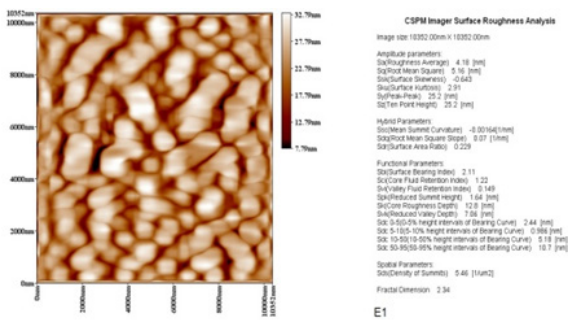 10352nm
10000nm
8000nm
6000nm
4000nm
2000nm
0nm
0nm
2000nm
4000nm
6000nm
8000nm
10000nm
10352nm
32.79nm
22.79nm
12.79nm
7.79nm
CSPM Imager Surface Roughness Analysis
Image size:10352.00nm X 10352.00nm
Amplitude parameters:
Sa(Roughness Average) 4.18 [nm]
Sq(Root Mean Square) 5.16 [nm]
Ssk(Surface Skewness) -0.643
Sku(Surface Kurtosis) 2.91
Sy(Peak-Peak) 25.2 [nm]
Sz(Ten Point Height) 25.2 [nm]
Hybrid Parameters:
Ssc(Mean Summit Curvature) -0.00164[1/nm]
Sdq(Root Mean Square Slope) 0.07 [1/nm]
Sdr(Surface Area Ratio) 0.229
Functional Parameters:
Sbi(Surface Bearing Index) 2.11
Sci(Core Fluid Retention Index) 1.22
Svi(Valley Fluid Retention Index) 0.149
Spk(Reduced Summit Height) 1.64 [nm]
Sk(Core Roughness Depth) 12.8 [nm]
Svk(Reduced Valley Depth) 7.06 [nm]
Sdc 0-5(0-5% height intervals of Bearing Curve) 2.44 [nm]
Sdc 5-10(5-10% height intervals of Bearing Curve) 0.986 [nm]
Sdc 10-50(10-50% height intervals of Bearing Curve) 5.18 [nm]
Sdc 50-95(50-95% height intervals of Bearing Curve) 10.7 [nm]
Spatial Parameters:
Sds(Density of Summits) 5.46 [1/um2]
Fractal Dimension 2.34
E1